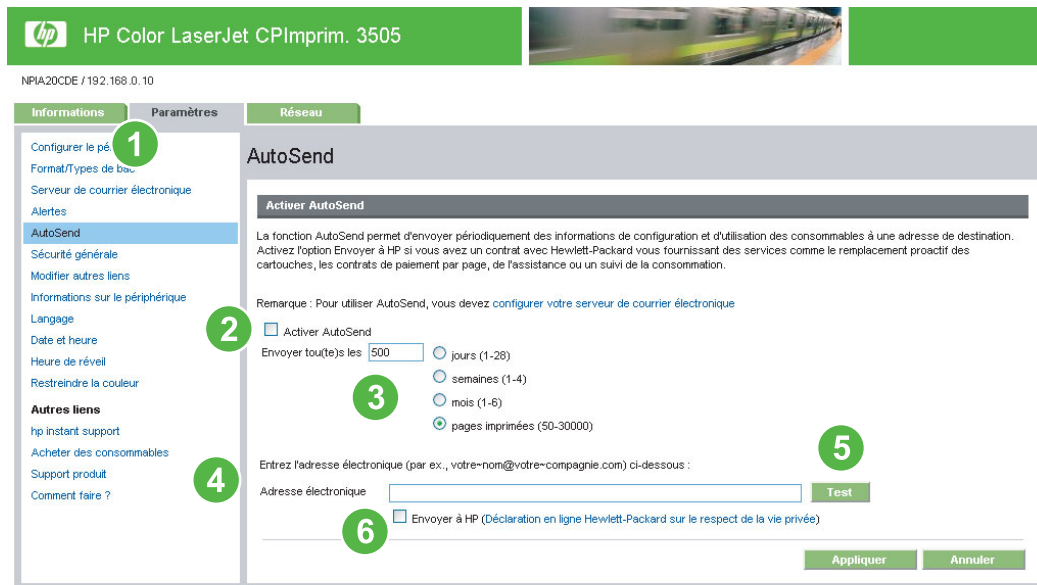 hp HP Color LaserJet CPImprim. 3505
NPIA20CDE / 192.168.0.10
Informations Paramètres Réseau
1
Configurer le
Format/Types de
Serveur de courrier électronique
Alertes
AutoSend
Sécurité générale
Modifier autres liens
Informations sur le périphérique
Langage
Date et heure
Heure de réveil
Restreindre la couleur
Autres liens
hp instant support
Acheter des consommables
Support produit
Comment faire ?
AutoSend
Activer AutoSend
La fonction AutoSend permet d'envoyer périodiquement des informations de configuration et d'utilisation des consommables à une adresse de destination.
Activez l'option Envoyer à HP si vous avez un contrat avec Hewlett-Packard vous fournissant des services comme le remplacement proactif des
cartouches, les contrats de paiement par page, de l'assistance ou un suivi de la consommation.
Remarque : Pour utiliser AutoSend, vous devez configurer votre serveur de courrier électronique
2 Activer AutoSend
Envoyer tou(te)s les 500 jours (1-28)
semaines (1-4)
3
mois (1-6)
pages imprimées (50-30000)
5
Entrez l'adresse électronique (par ex., votre~nom@votre~compagnie.com) ci-dessous :
4 Adresse électronique Test
6 Envoyer à HP (Déclaration en ligne Hewlett-Packard sur le respect de la vie privée)
Appliquer Annuler